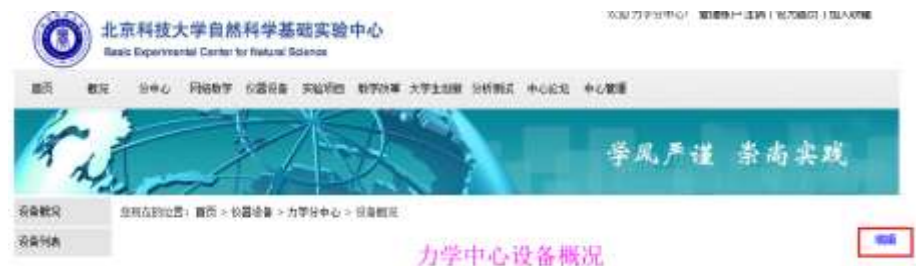 北京科技大学自然科学基础实验中心
Basic Experimental Center for Natural Science
首页 概况 分中心 网络教学 仪器设备 实验项目 教学改革 大学生创新 分析测试 中心论坛 中心管理
学风严谨 崇尚实践
设备概况
您现在的位置：首页 > 仪器设备 > 力学分中心 > 设备概况
设备列表
力学中心设备概况
编辑